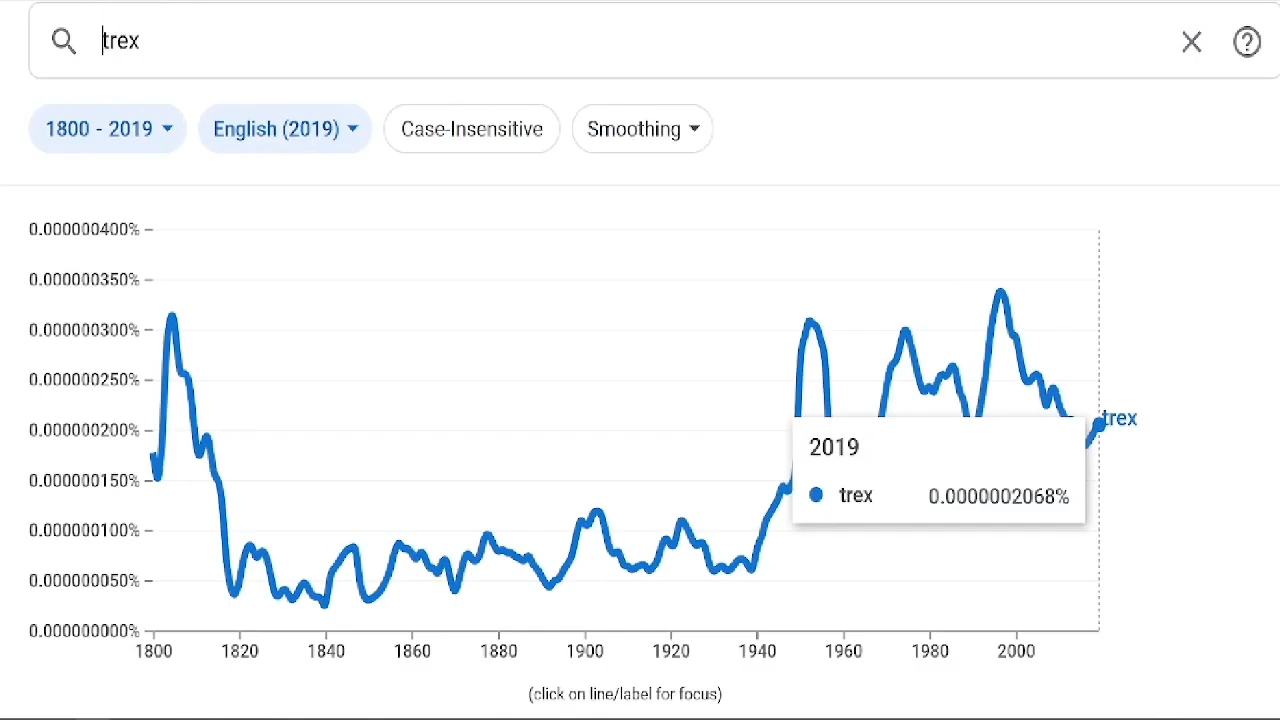 trex
1800 - 2019 English (2019) Case-Insensitive Smoothing
0.000000400%
0.000000350%
0.000000300%
0.000000250%
0.000000200%
0.000000150%
0.000000100%
0.000000050%
0.000000000%
trex
2019
trex 0.0000002068%
1800 1820 1840 1860 1880 1900 1920 1940 1960 1980 2000
(click on line/label for focus)